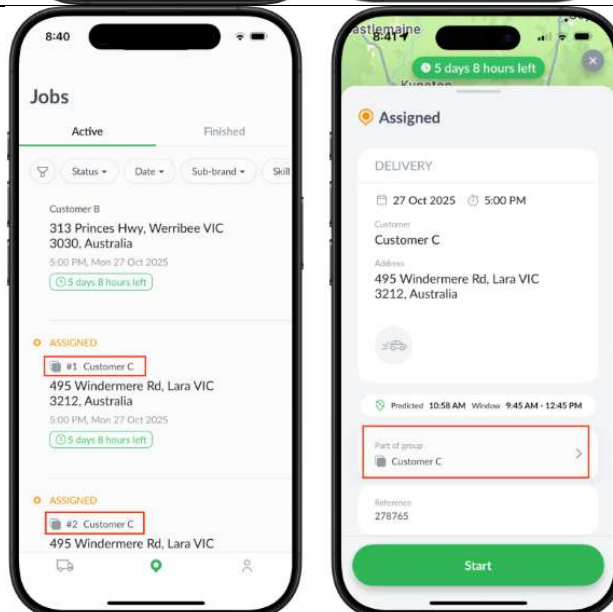 8:40
Jobs
Active
Finished
Status
Date
Sub-brand
Skill
Customer B
313 Princes Hwy, Werribee VIC
3030, Australia
5:00 PM, Mon 27 Oct 2025
5 days 8 hours left
ASSIGNED
#1 Customer C
495 Windermere Rd, Lara VIC
3212, Australia
5:00 PM, Mon 27 Oct 2025
5 days 8 hours left
ASSIGNED
#2 Customer C
495 Windermere Rd, Lara VIC
8:41
5 days 8 hours left
Kyneton
Assigned
DELIVERY
27 Oct 2025
5:00 PM
Customer
Customer C
Address
495 Windermere Rd, Lara VIC
3212, Australia
Predicted 10:58 AM Window 9:45 AM - 12:45 PM
Part of group
Customer C
Reference
278765
Start